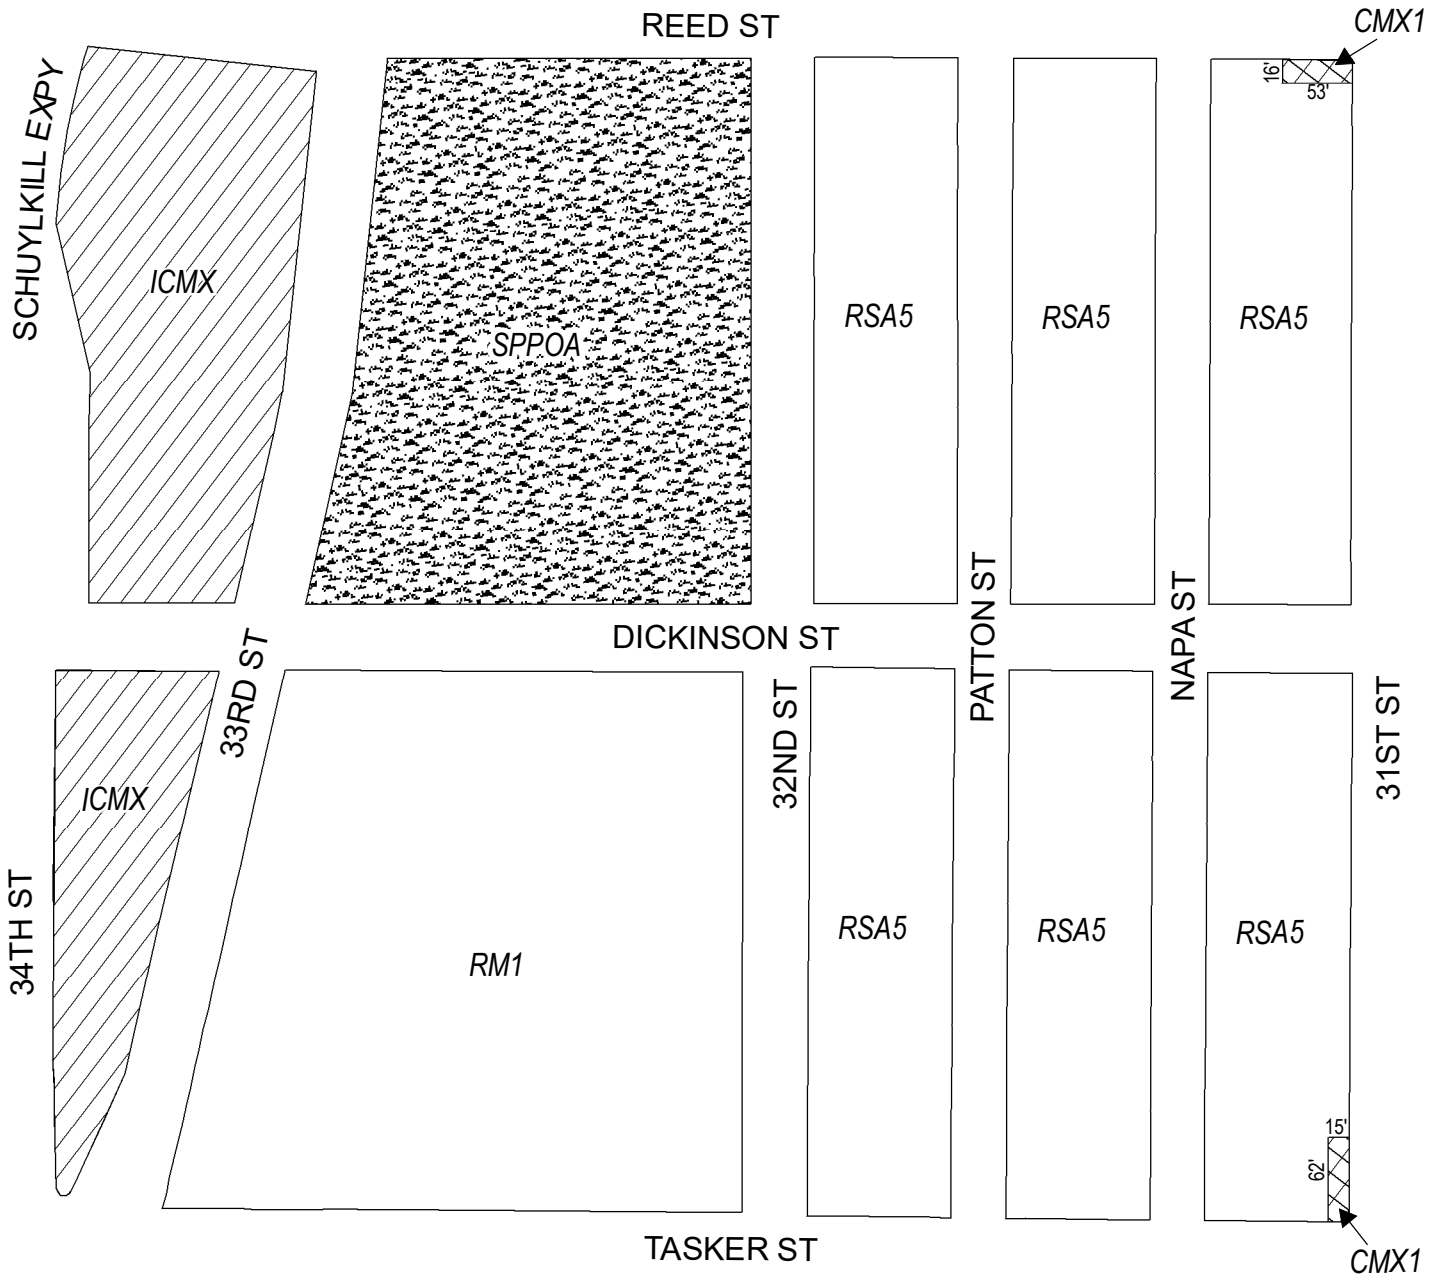 REED ST
CMX1
16'
53'
SCHUYLKILL EXPY
ICMX
SPPOA
RSA5
RSA5
RSA5
DICKINSON ST
PATTON ST
NAPA ST
33RD ST
32ND ST
31ST ST
ICMX
34TH ST
RM1
RSA5
RSA5
RSA5
15'
62'
TASKER ST
CMX1